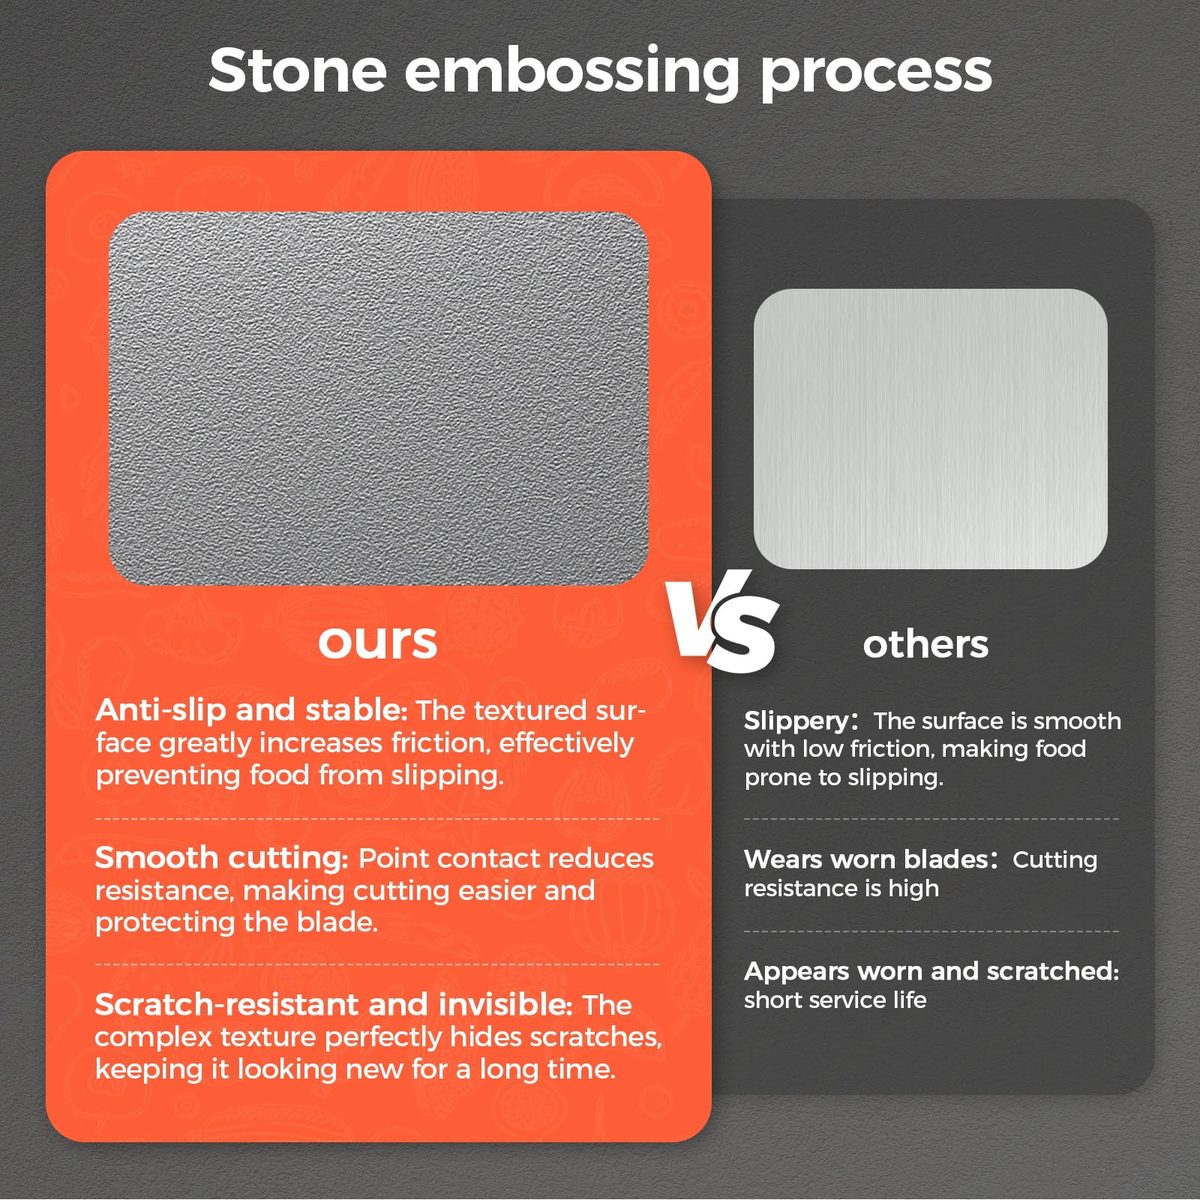 Stone embossing process
ours
Anti-slip and stable: The textured sur-
face greatly increases friction, effectively
preventing food from slipping.
Smooth cutting: Point contact reduces
resistance, making cutting easier and
protecting the blade.
Scratch-resistant and invisible: The
complex texture perfectly hides scratches,
keeping it looking new for a long time.
VS
others
Slippery：The surface is smooth
with low friction, making food
prone to slipping.
Wears worn blades：Cutting
resistance is high
Appears worn and scratched:
short service life